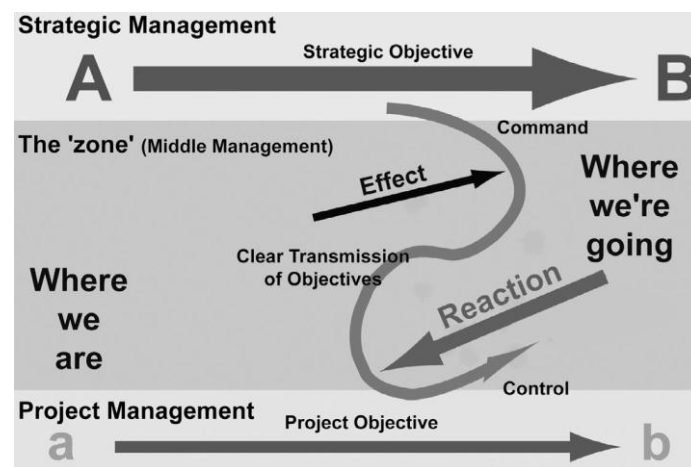 Strategic Management
Strategic Objective
A
B
Command
The 'zone' (Middle Management)
Effect
Where
we're
going
Clear Transmission
of Objectives
Where
we
are
Reaction
Control
Project Management
Project Objective
a
b